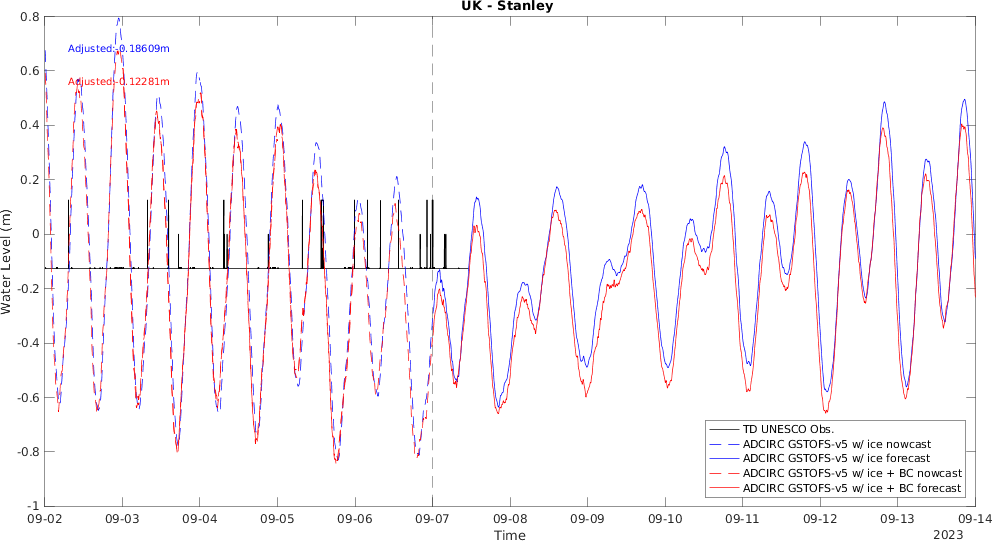 UK - Stanley
0.8
0.6
0.4
0.2
0
-0.2
-0.4
-0.6
-0.8
-1
Water Level (m)
Adjusted:-0.18609m
Adjusted:-0.12281m
TD UNESCO Obs.
ADCIRC GSTOFS-v5 w/ ice nowcast
ADCIRC GSTOFS-v5 w/ ice forecast
ADCIRC GSTOFS-v5 w/ ice + BC nowcast
ADCIRC GSTOFS-v5 w/ ice + BC forecast
09-02 09-03 09-04 09-05 09-06 09-07 09-08 09-09 09-10 09-11 09-12 09-13 09-14
Time
2023